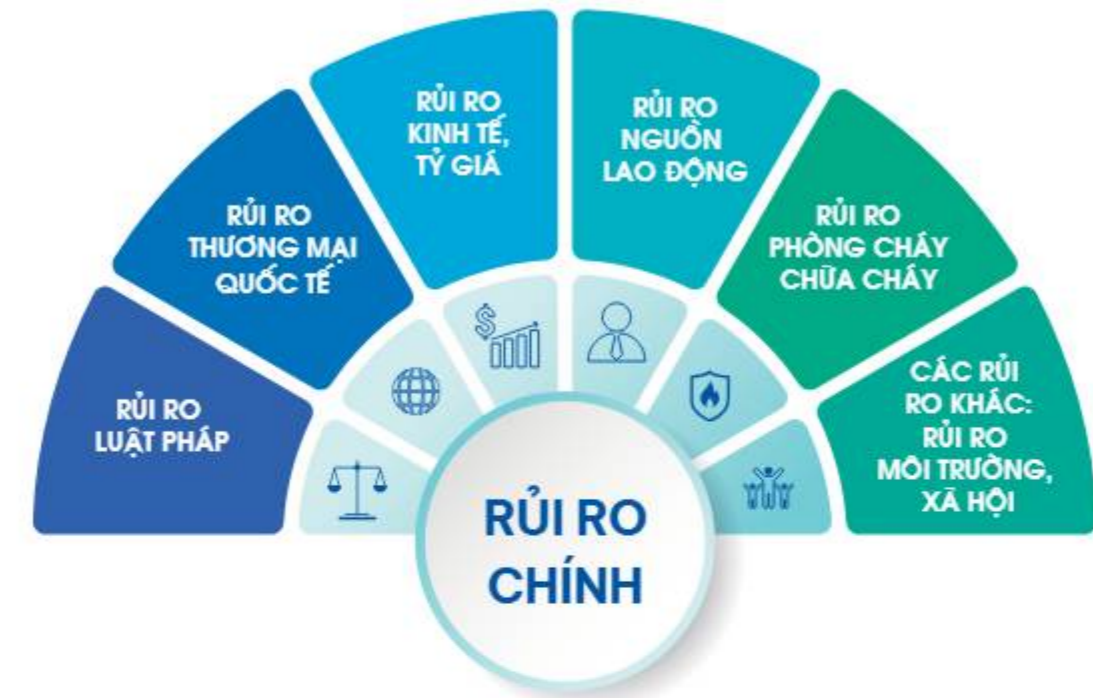 RỦI RO
LUẬT PHÁP
RỦI RO
THƯƠNG MẠI
QUỐC TẾ
RỦI RO
KINH TẾ,
TỶ GIÁ
RỦI RO
NGUỒN
LAO ĐỘNG
RỦI RO
PHÒNG CHÁY
CHỮA CHÁY
CÁC RỦI
RO KHÁC:
RỦI RO
MÔI TRƯỜNG,
XÃ HỘI
$
RỦI RO
CHÍNH